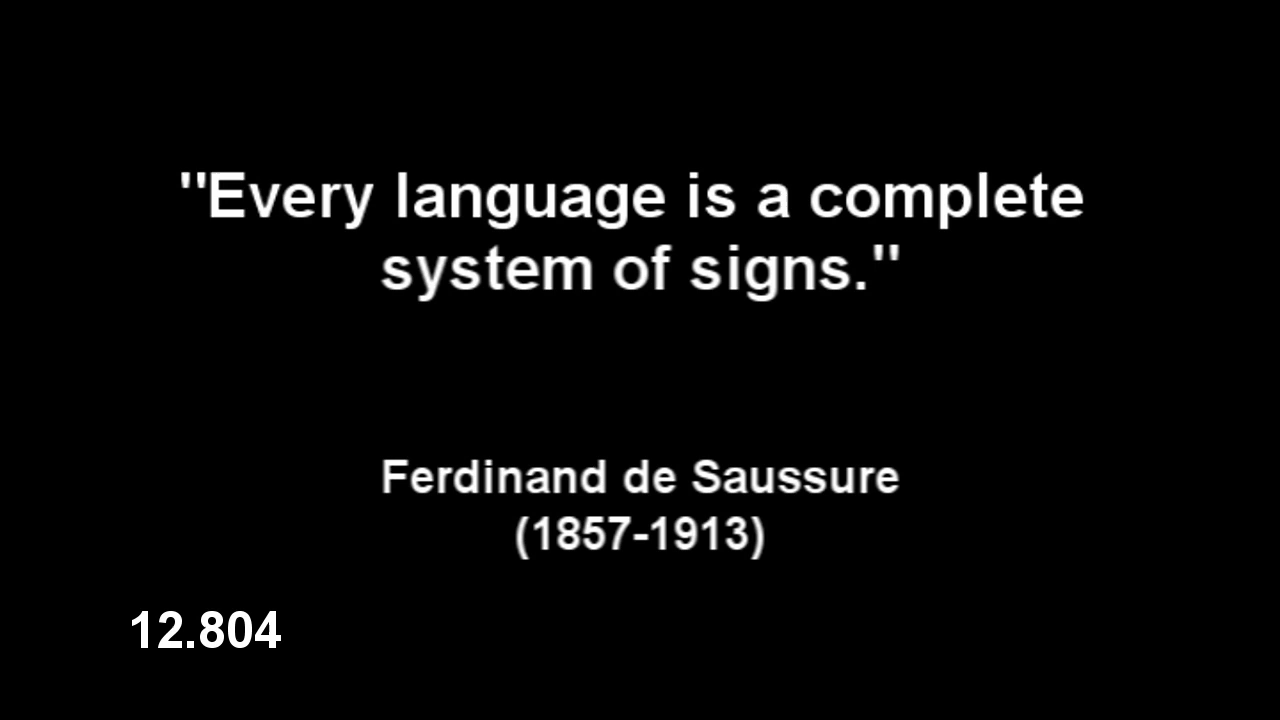 "Every language is a complete
system of signs."
Ferdinand de Saussure
(1857-1913)
12.804